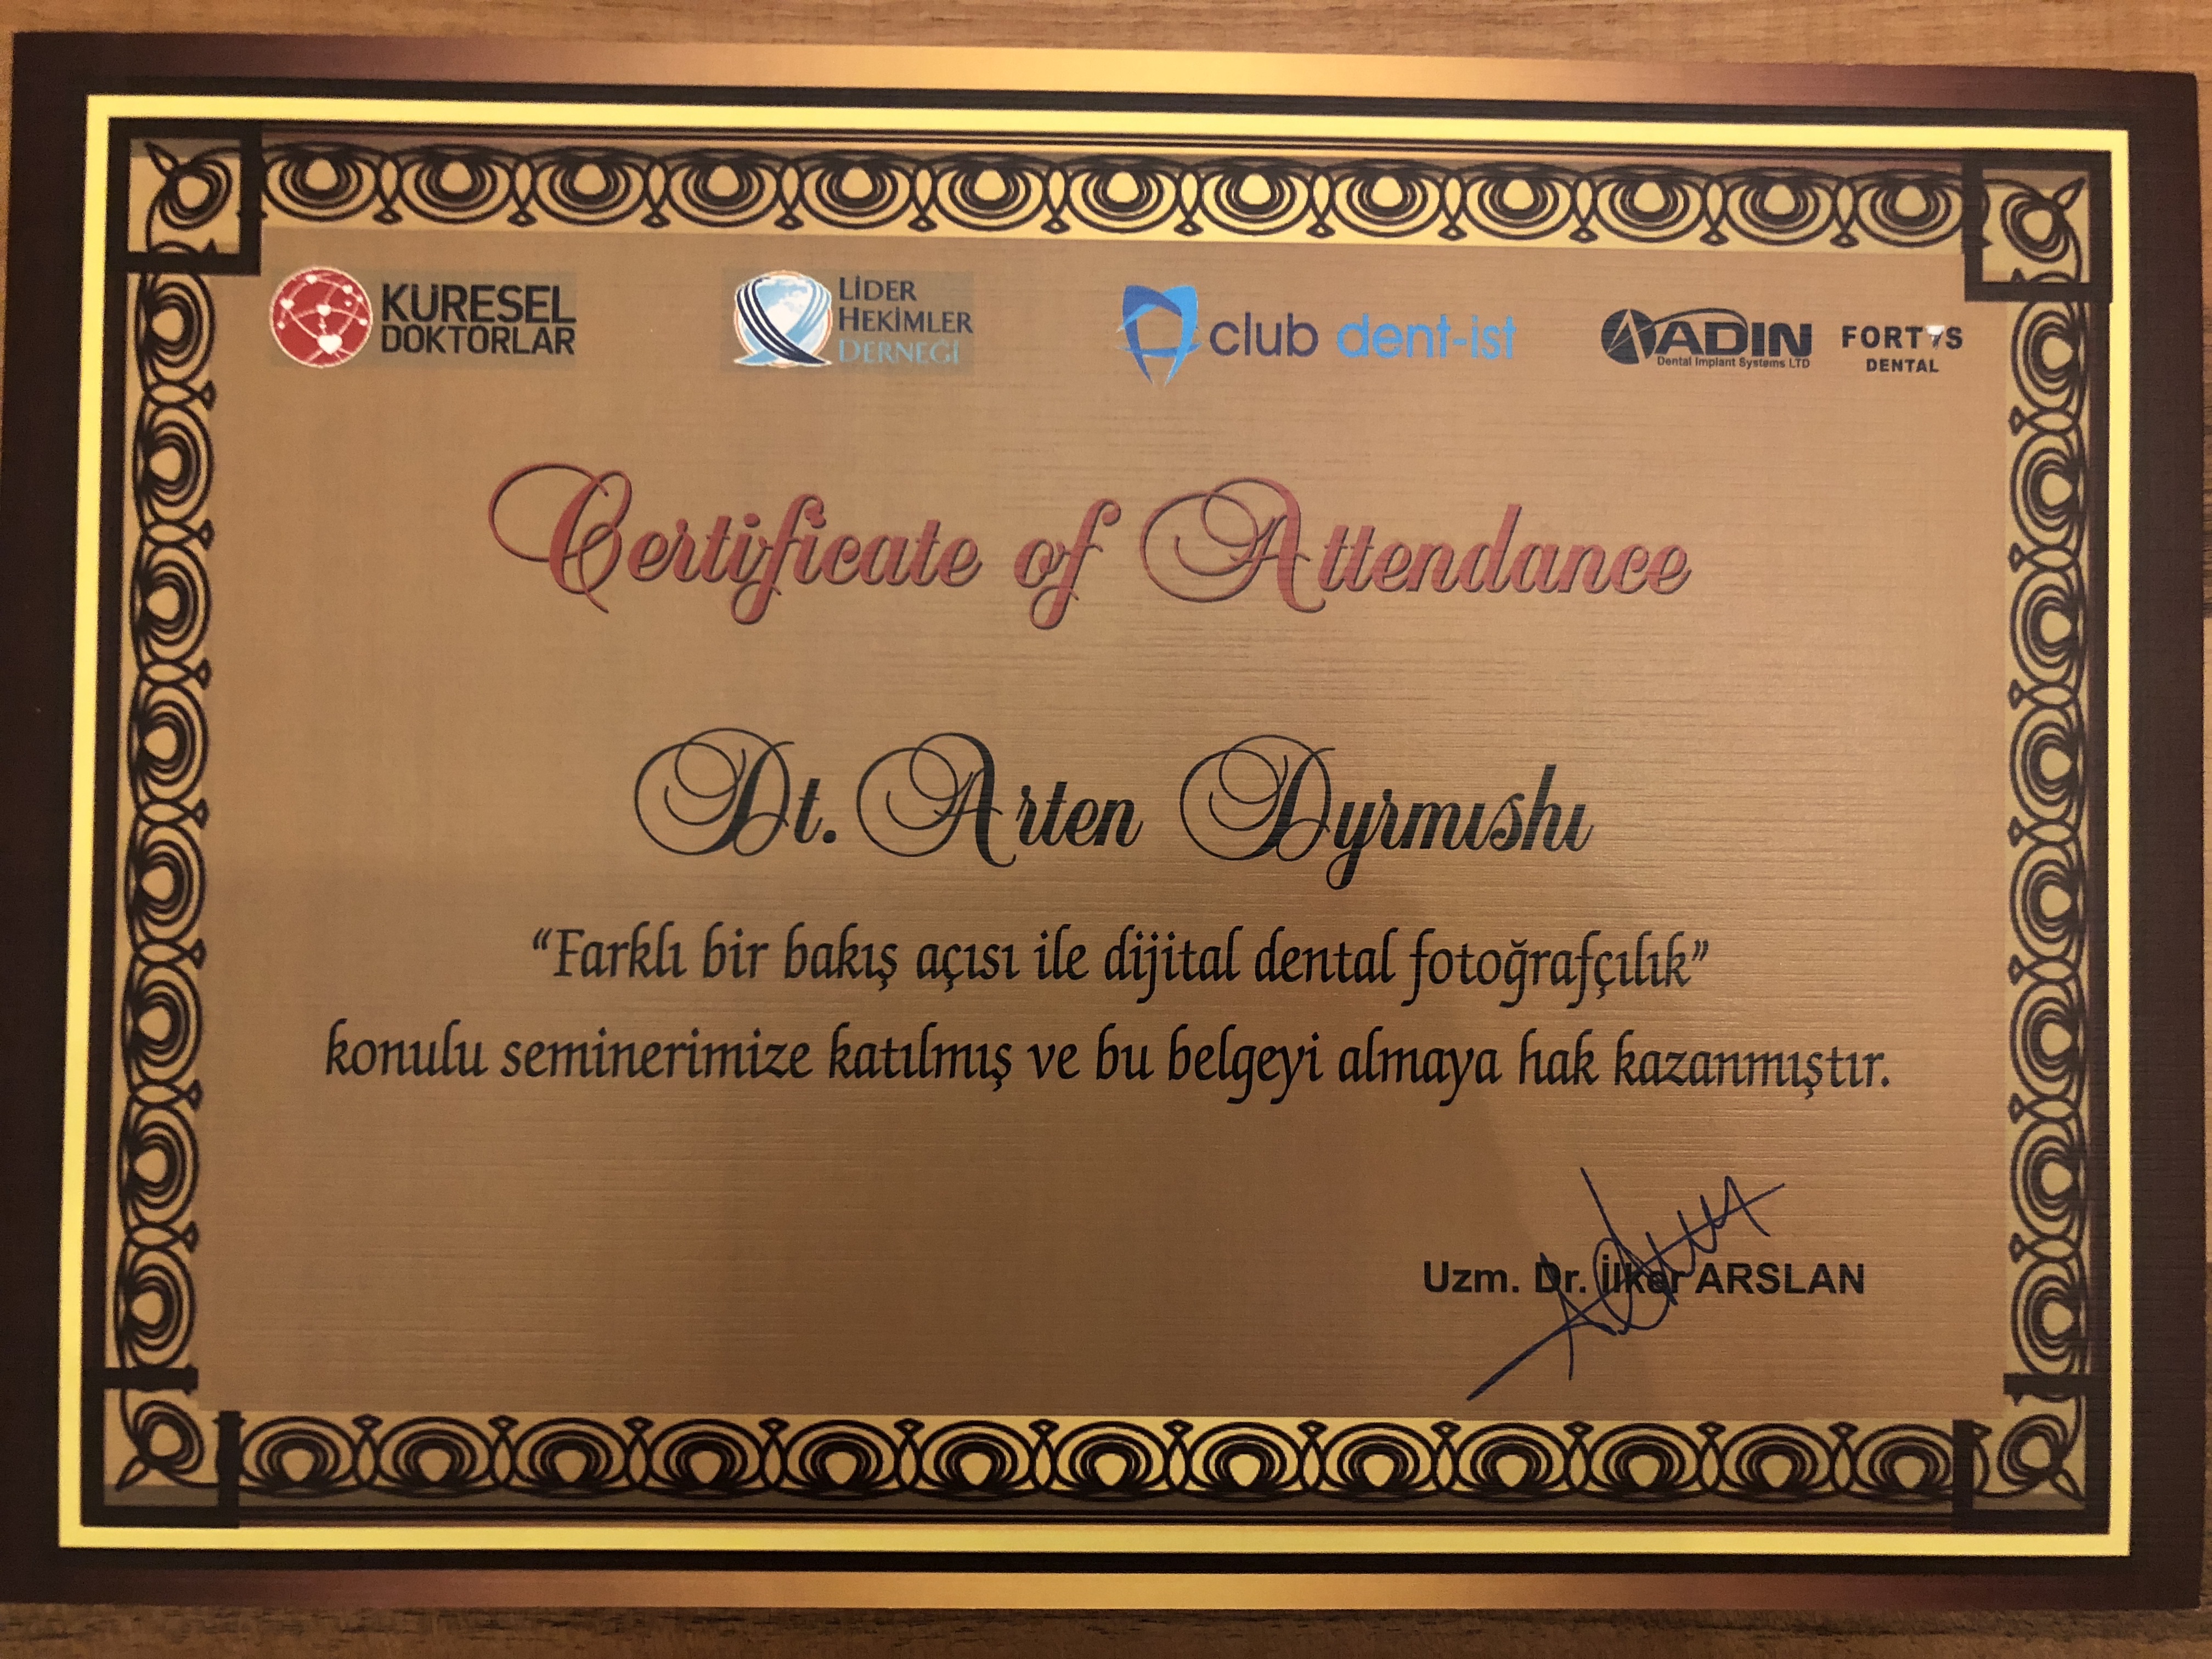 KÜRESEL
DOKTORLAR
LİDER
HEKİMLER
DERNEĞİ
club dent-ist
ADIN
Dental Implant Systems LTD
FORTIS
DENTAL
Certificate of Attendance
Dt. Arten Dyrmıshı
“Farklı bir bakış açısı ile dijital dental fotoğrafçılık”
konulu seminerimize katılmış ve bu belgeyi almaya hak kazanmıştır.
Uzm. Dr. İlker ARSLAN